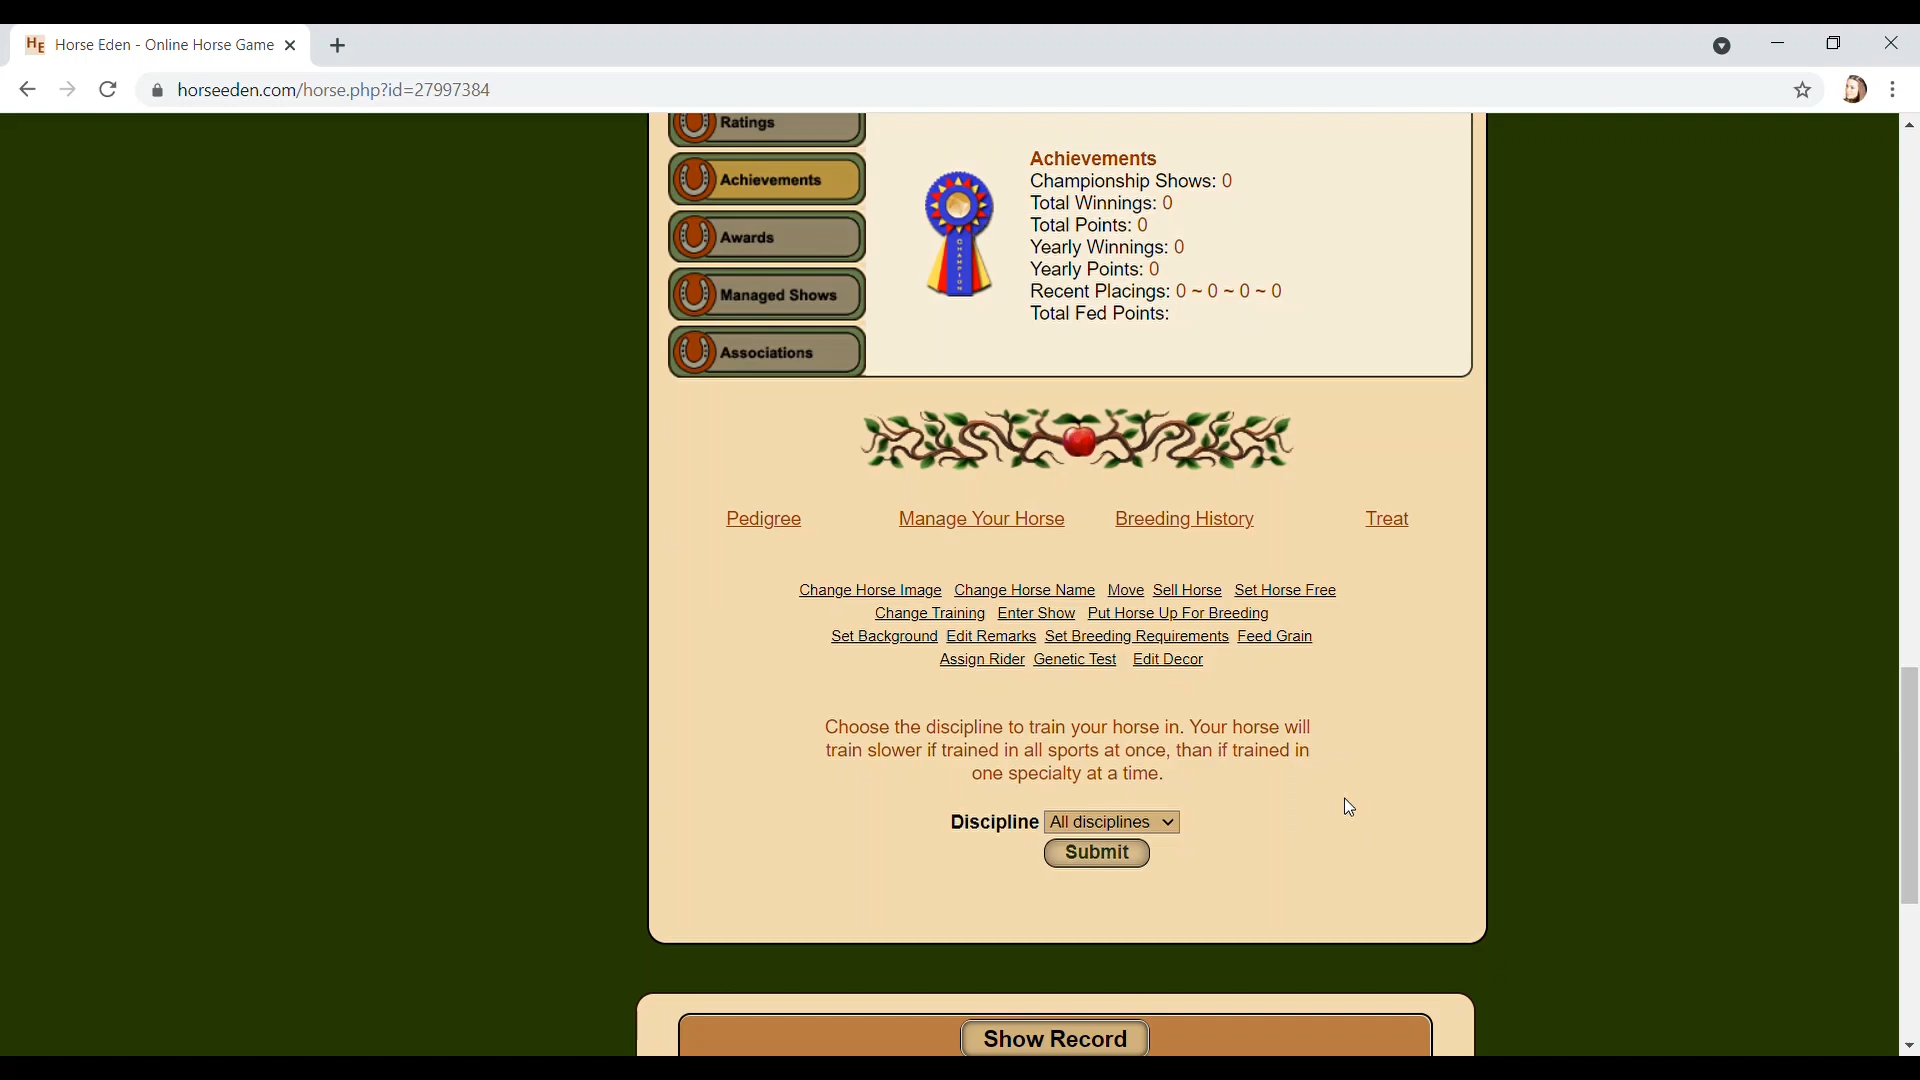 Horse Eden - Online Horse Game
horseeden.com/horse.php?id=27997384
Ratings
Achievements
Awards
Managed Shows
Associations
CHAMPION
Achievements
Championship Shows: 0
Total Winnings: 0
Total Points: 0
Yearly Winnings: 0
Yearly Points: 0
Recent Placings: 0 ~ 0 ~ 0 ~ 0
Total Fed Points:
Pedigree Manage Your Horse Breeding History Treat
Change Horse Image Change Horse Name Move Sell Horse Set Horse Free
Change Training Enter Show Put Horse Up For Breeding
Set Background Edit Remarks Set Breeding Requirements Feed Grain
Assign Rider Genetic Test Edit Decor
Choose the discipline to train your horse in. Your horse will
train slower if trained in all sports at once, than if trained in
one specialty at a time.
Discipline All disciplines
Submit
Show Record